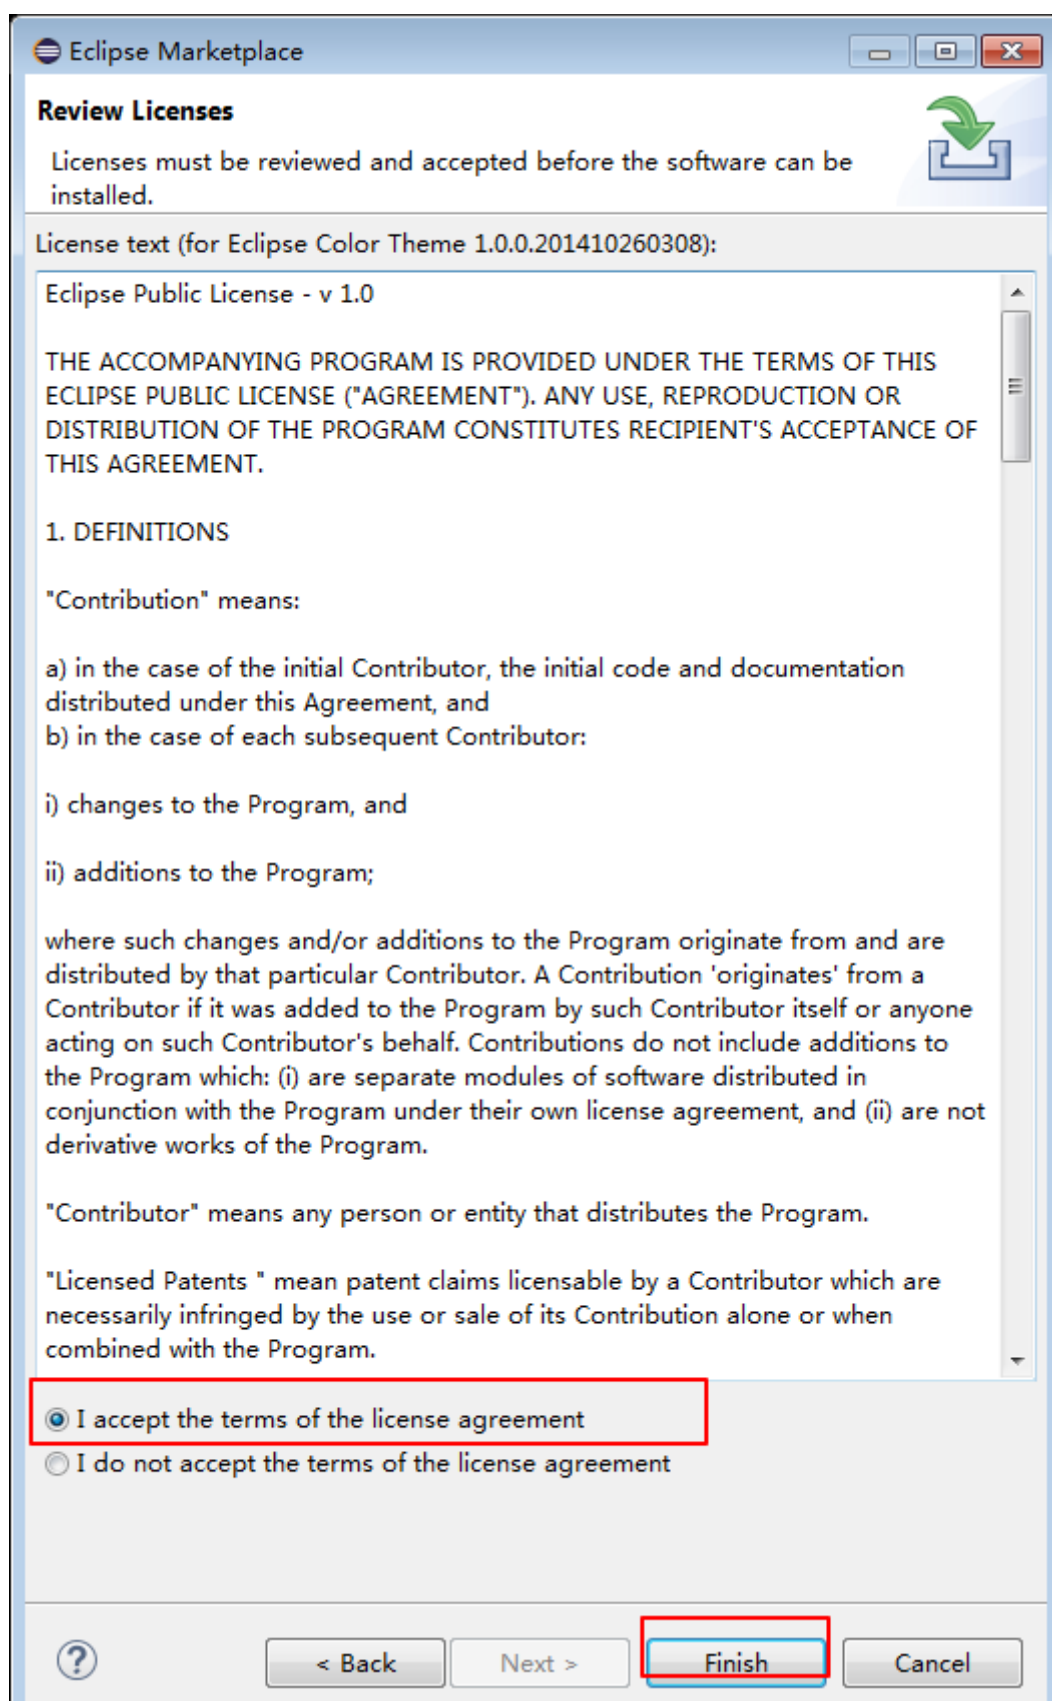 Eclipse Marketplace
Review Licenses
Licenses must be reviewed and accepted before the software can be
installed.
License text (for Eclipse Color Theme 1.0.0.201410260308):
Eclipse Public License - v 1.0
THE ACCOMPANYING PROGRAM IS PROVIDED UNDER THE TERMS OF THIS
ECLIPSE PUBLIC LICENSE ("AGREEMENT"). ANY USE, REPRODUCTION OR
DISTRIBUTION OF THE PROGRAM CONSTITUTES RECIPIENT'S ACCEPTANCE OF
THIS AGREEMENT.
1. DEFINITIONS
"Contribution" means:
a) in the case of the initial Contributor, the initial code and documentation
distributed under this Agreement, and
b) in the case of each subsequent Contributor:
i) changes to the Program, and
ii) additions to the Program;
where such changes and/or additions to the Program originate from and are
distributed by that particular Contributor. A Contribution 'originates' from a
Contributor if it was added to the Program by such Contributor itself or anyone
acting on such Contributor's behalf. Contributions do not include additions to
the Program which: (i) are separate modules of software distributed in
conjunction with the Program under their own license agreement, and (ii) are not
derivative works of the Program.
"Contributor" means any person or entity that distributes the Program.
"Licensed Patents " mean patent claims licensable by a Contributor which are
necessarily infringed by the use or sale of its Contribution alone or when
combined with the Program.
I accept the terms of the license agreement
I do not accept the terms of the license agreement
? < Back Next > Finish Cancel